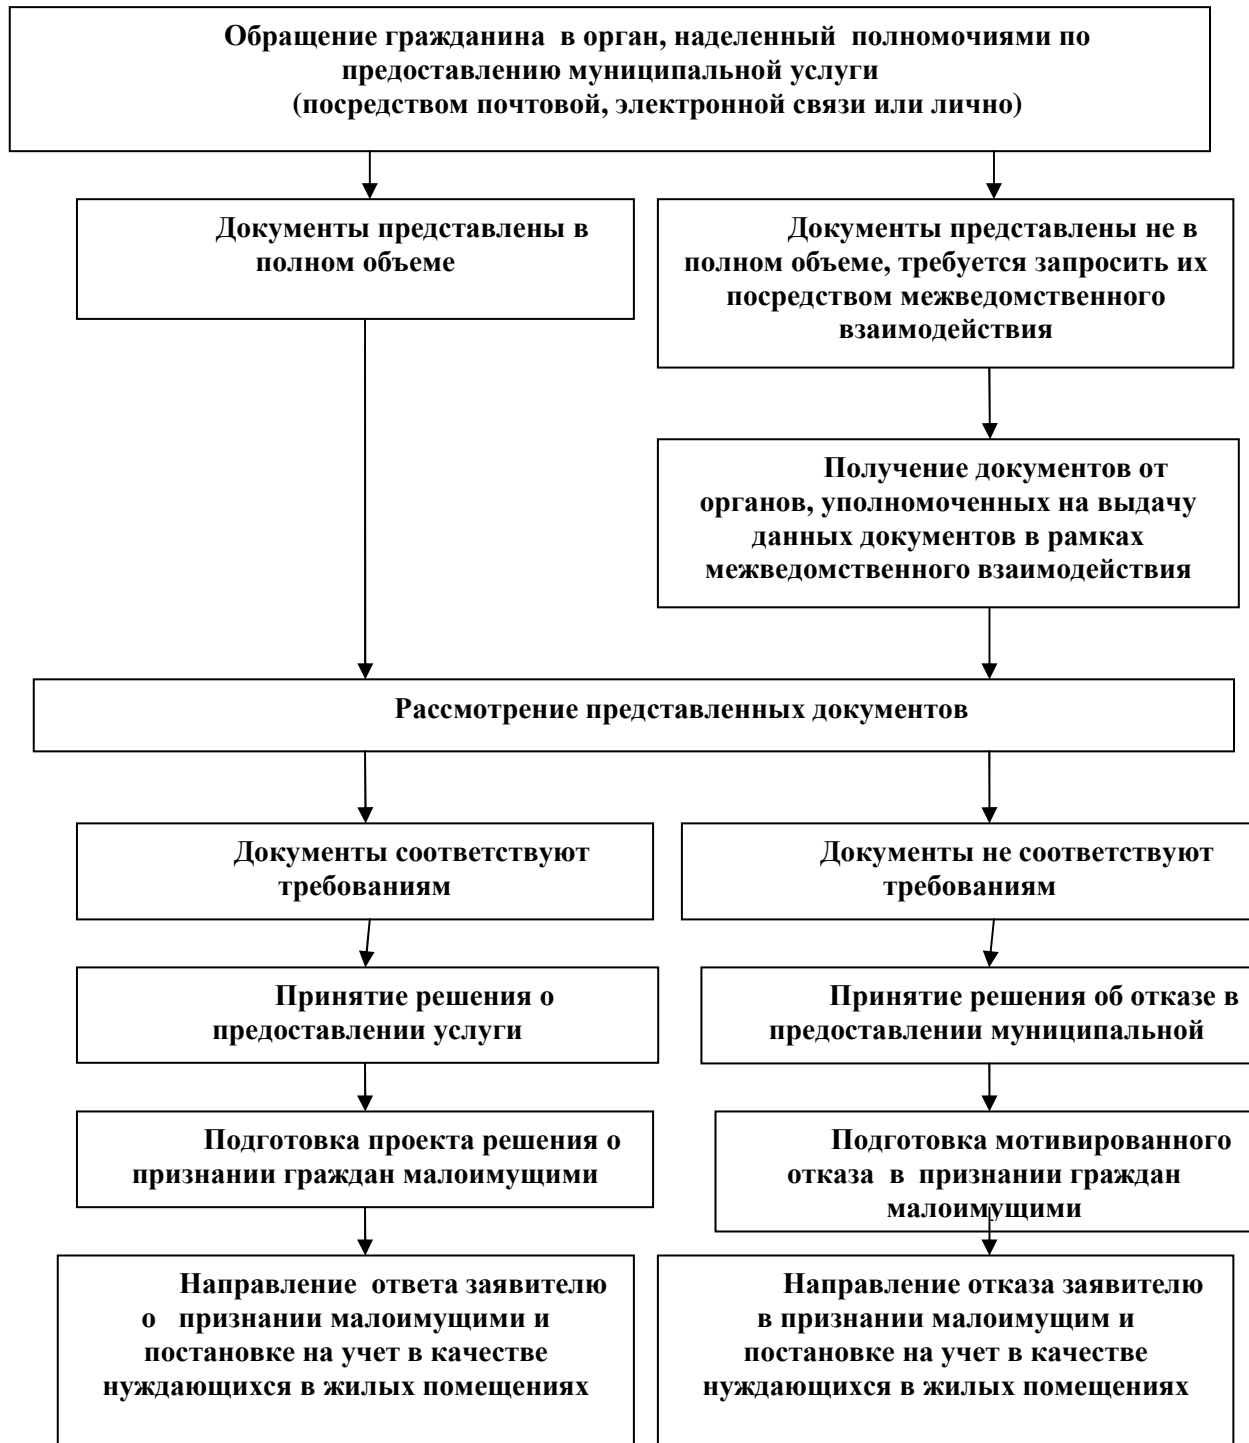 Обращение гражданина в орган, наделенный полномочиями по
предоставлению муниципальной услуги
(посредством почтовой, электронной связи или лично)
Документы представлены в
полном объеме
Документы представлены не в
полном объеме, требуется запросить их
посредством межведомственного
взаимодействия
Получение документов от
органов, уполномоченных на выдачу
данных документов в рамках
межведомственного взаимодействия
Рассмотрение представленных документов
Документы соответствуют
требованиям
Документы не соответствуют
требованиям
Принятие решения о
предоставлении услуги
Принятие решения об отказе в
предоставлении муниципальной
Подготовка проекта решения о
признании граждан малоимущими
Подготовка мотивированного
отказа в признании граждан
малоимущими
Направление ответа заявителю
о признании малоимущими и
постановке на учет в качестве
нуждающихся в жилых помещениях
Направление отказа заявителю
в признании малоимущим и
постановке на учет в качестве
нуждающихся в жилых помещениях